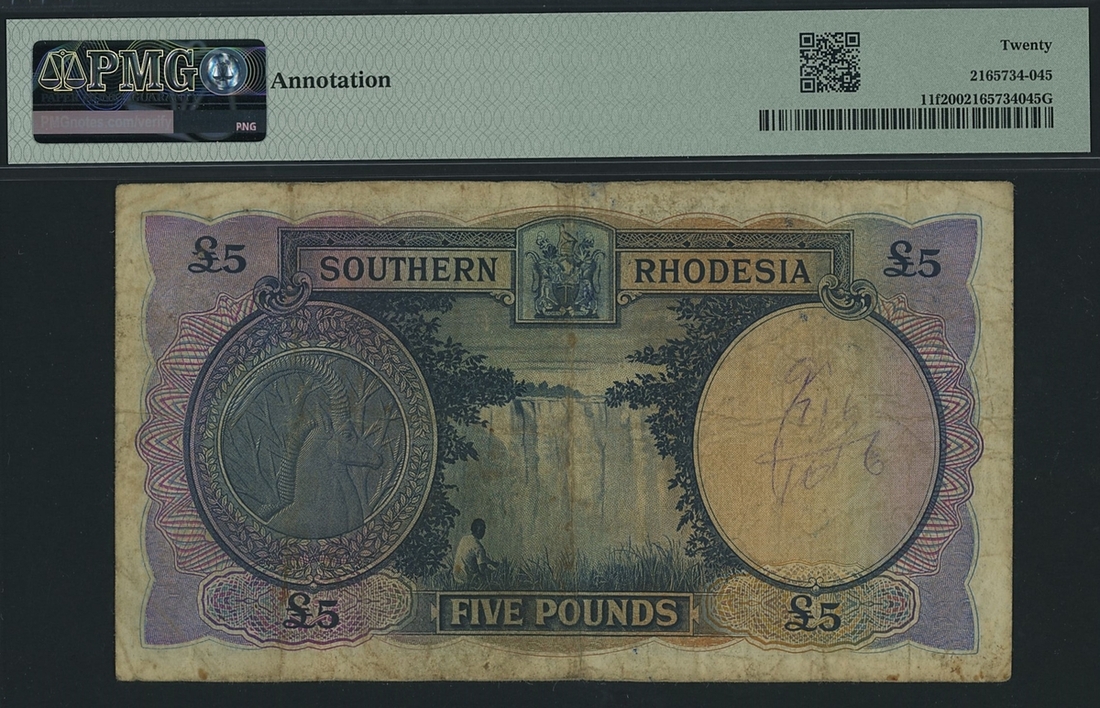 PMG
Annotation
PMGnotes.com/verify
PNG
Twenty
2165734-045
11f2002165734045G
£5
SOUTHERN RHODESIA
£5
£5
FIVE POUNDS
£5